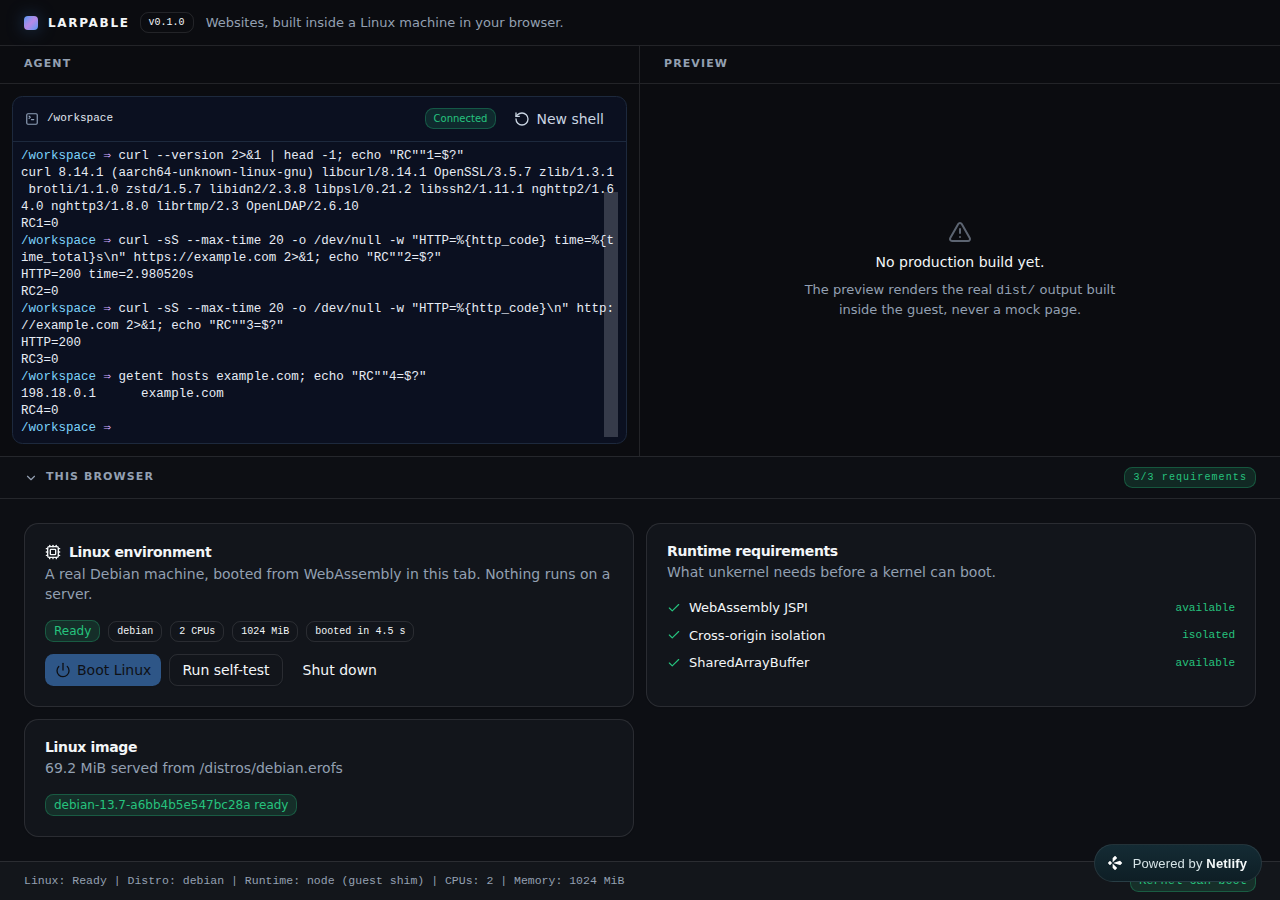 LARPABLE v0.1.0 Websites, built inside a Linux machine in your browser.
AGENT
PREVIEW
/workspace Connected New shell
/workspace ⇒ curl --version 2>&1 | head -1; echo "RC""1=$?"
curl 8.14.1 (aarch64-unknown-linux-gnu) libcurl/8.14.1 OpenSSL/3.5.7 zlib/1.3.1
brotli/1.1.0 zstd/1.5.7 libidn2/2.3.8 libpsl/0.21.2 libssh2/1.11.1 nghttp2/1.6
4.0 nghttp3/1.8.0 librtmp/2.3 OpenLDAP/2.6.10
RC1=0
/workspace ⇒ curl -sS --max-time 20 -o /dev/null -w "HTTP=%{http_code} time=%{t
ime_total}s\n" https://example.com 2>&1; echo "RC""2=$?"
HTTP=200 time=2.980520s
RC2=0
/workspace ⇒ curl -sS --max-time 20 -o /dev/null -w "HTTP=%{http_code}\n" http:
//example.com 2>&1; echo "RC""3=$?"
HTTP=200
RC3=0
/workspace ⇒ getent hosts example.com; echo "RC""4=$?"
198.18.0.1      example.com
RC4=0
/workspace ⇒
No production build yet.
The preview renders the real dist/ output built
inside the guest, never a mock page.
THIS BROWSER
3/3 requirements
Linux environment
A real Debian machine, booted from WebAssembly in this tab. Nothing runs on a
server.
Ready debian 2 CPUs 1024 MiB booted in 4.5 s
Boot Linux Run self-test Shut down
Runtime requirements
What unkernel needs before a kernel can boot.
WebAssembly JSPI available
Cross-origin isolation isolated
SharedArrayBuffer available
Linux image
69.2 MiB served from /distros/debian.erofs
debian-13.7-a6bb4b5e547bc28a ready
Powered by Netlify
Linux: Ready | Distro: debian | Runtime: node (guest shim) | CPUs: 2 | Memory: 1024 MiB